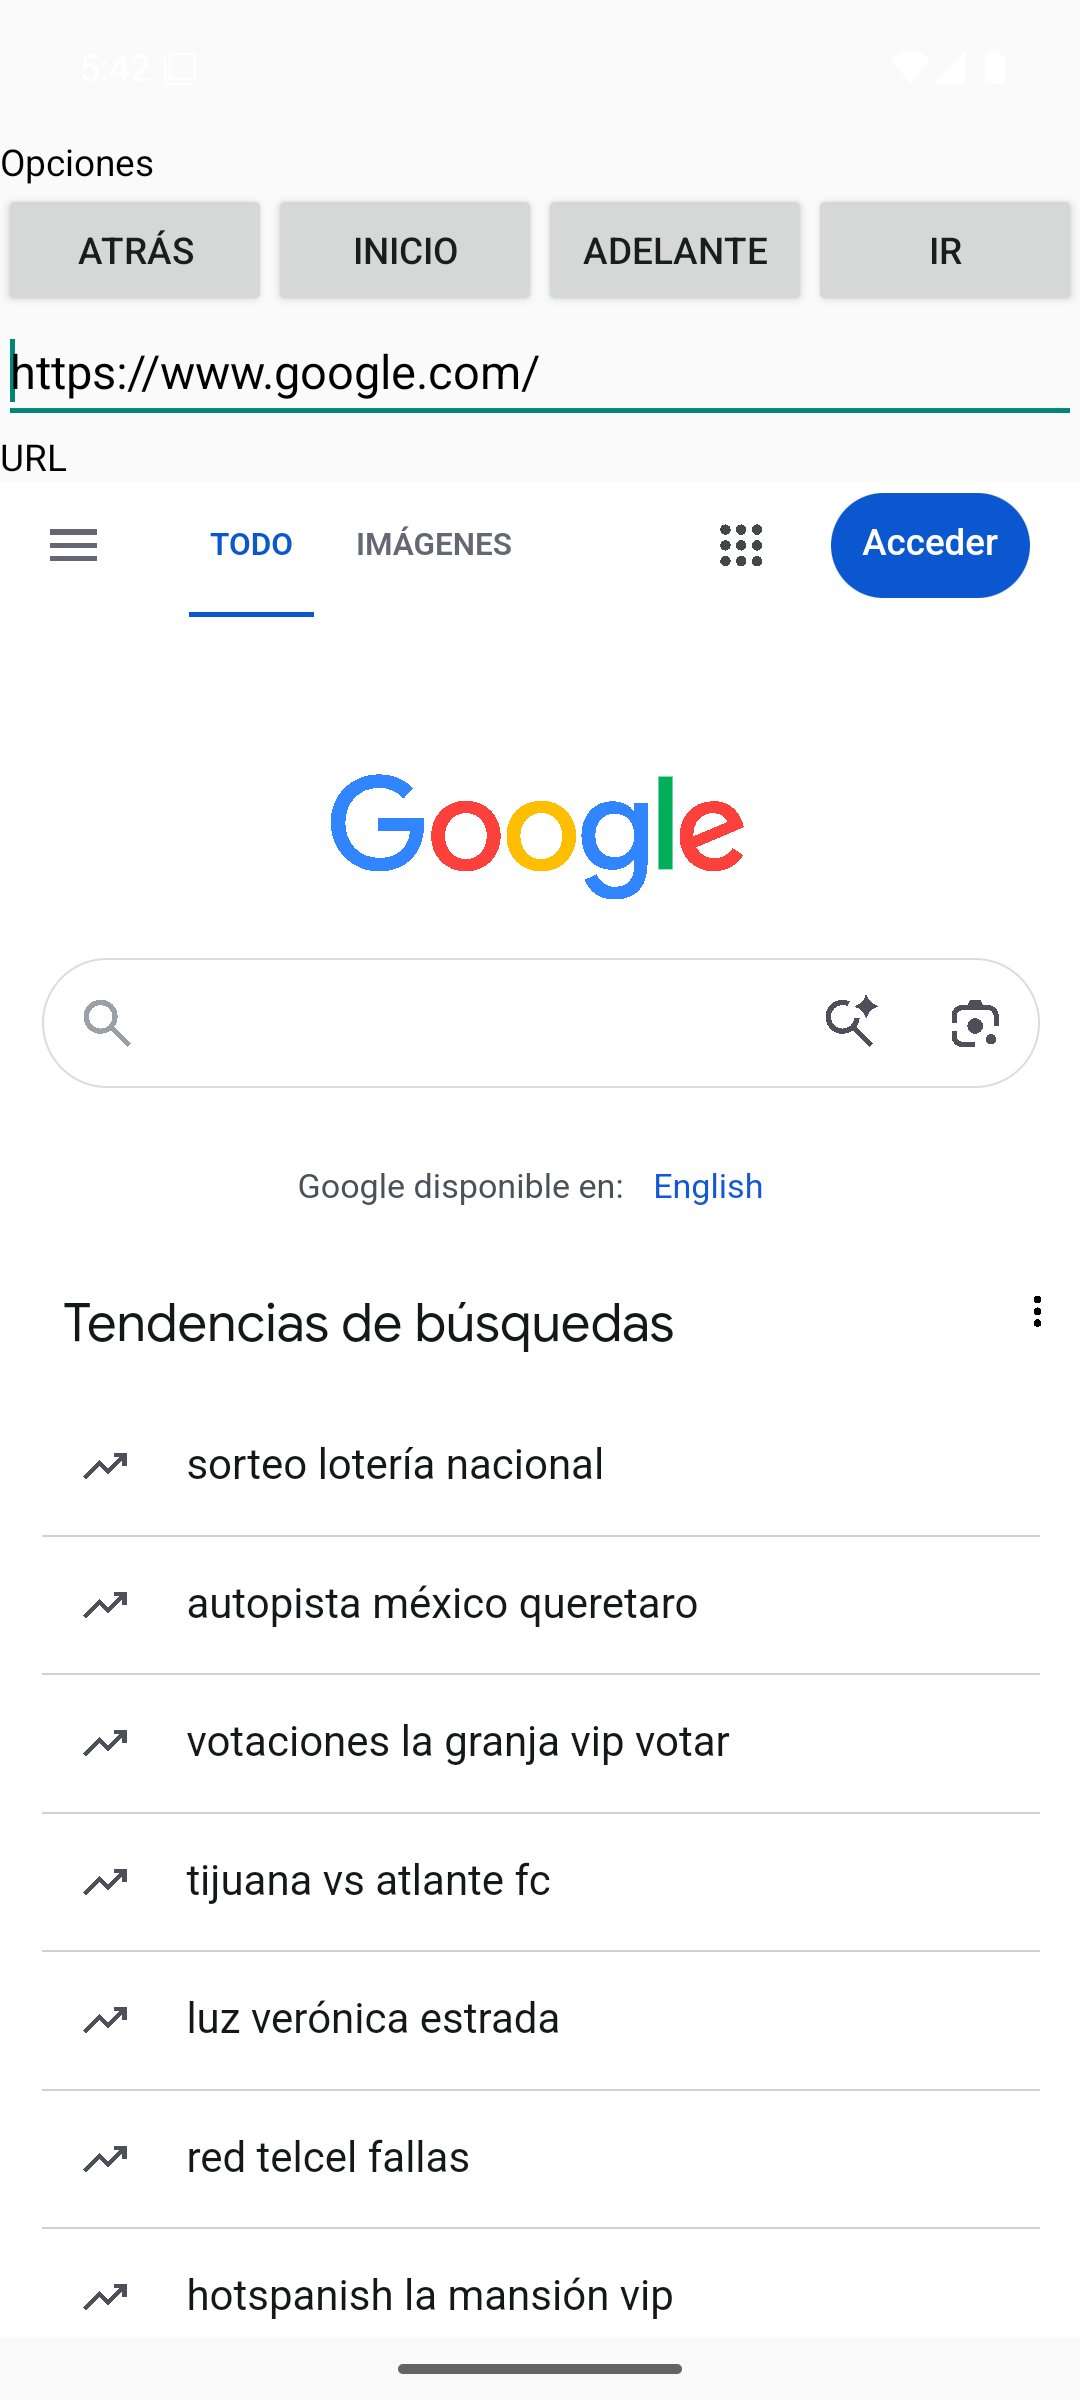 5:42
Opciones
ATRÁS INICIO ADELANTE IR
https://www.google.com/
URL
TODO IMÁGENES Acceder
Google
Google disponible en: English
Tendencias de búsquedas
sorteo lotería nacional
autopista méxico queretaro
votaciones la granja vip votar
tijuana vs atlante fc
luz verónica estrada
red telcel fallas
hotspanish la mansión vip